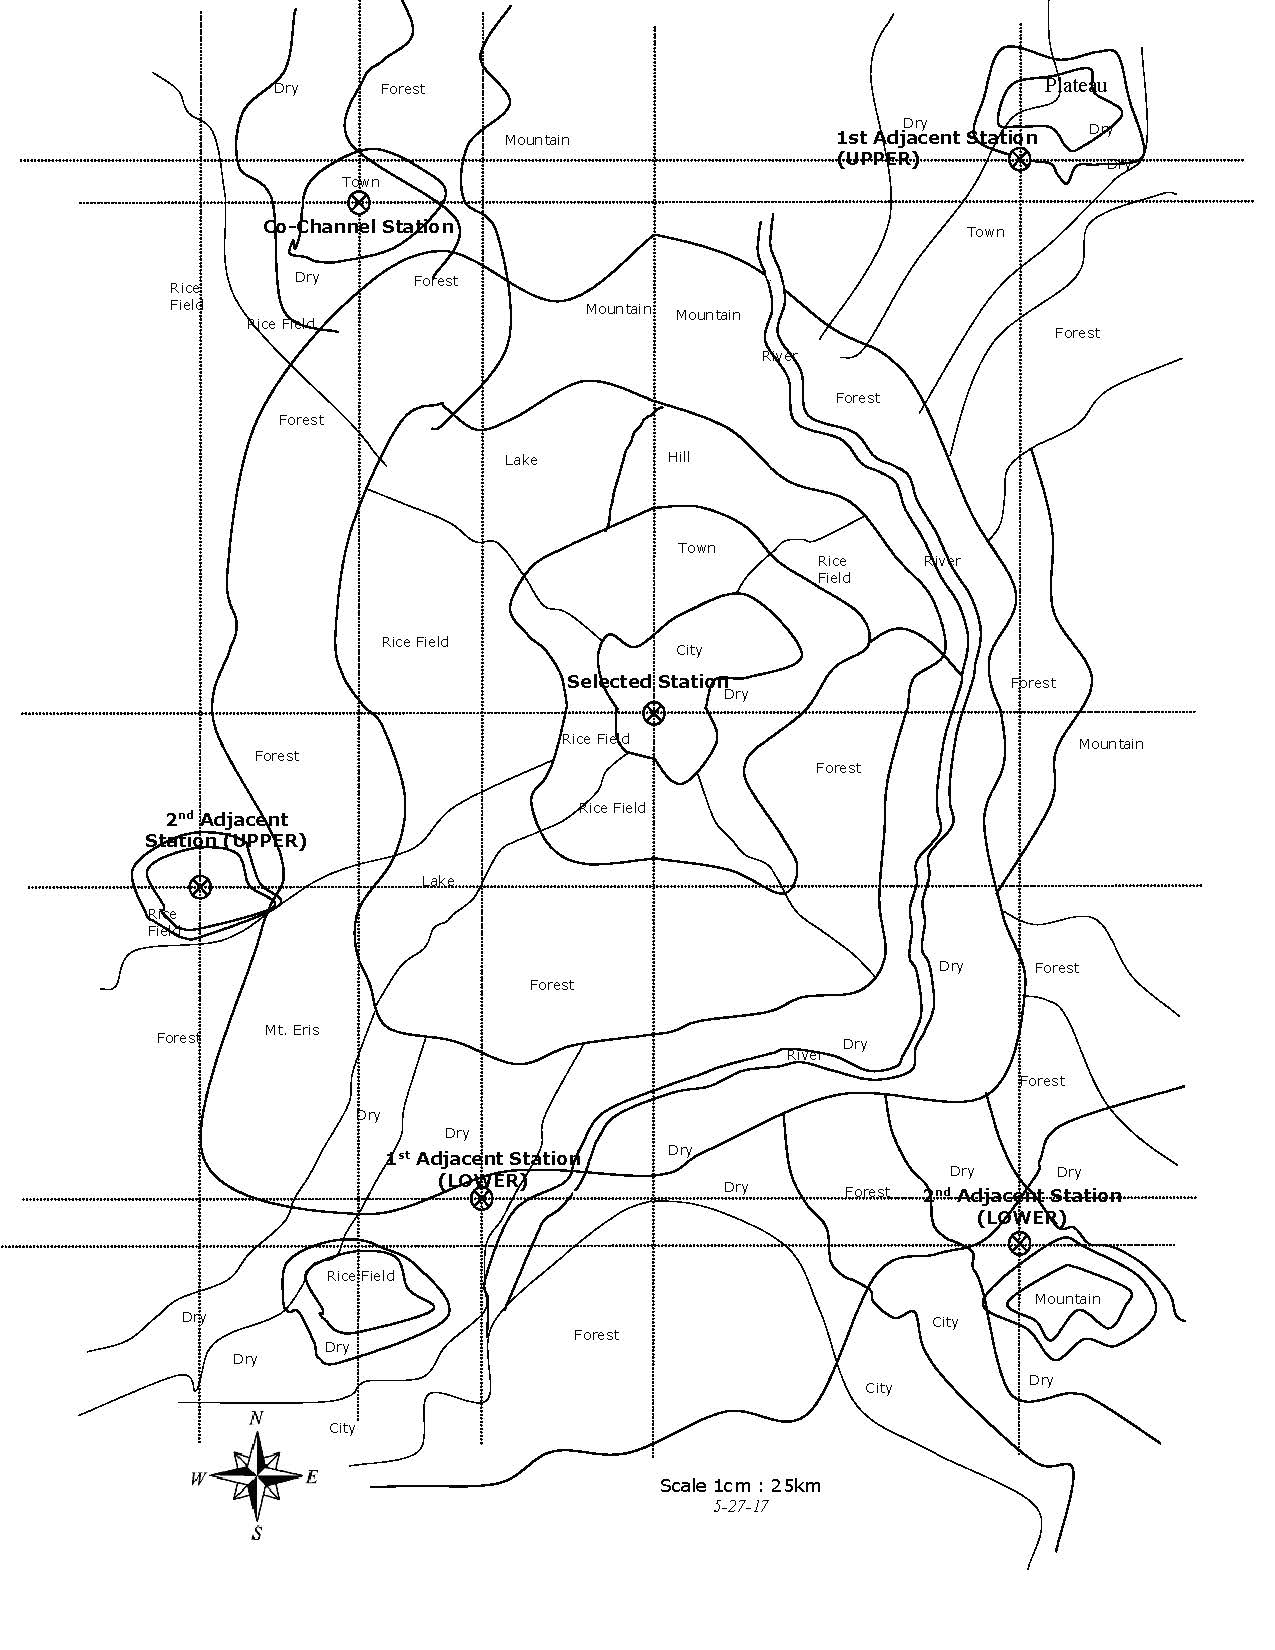 Plateau
Dry
Forest
Dry
Dry
Mountain
1st Adjacent Station
(UPPER)
Dry
Town
Co-Channel Station
Town
Dry
Forest
Rice
Field
Mountain
Mountain
Rice Field
Forest
River
Forest
Forest
Lake
Hill
Town
Rice
Field
River
Rice Field
City
Selected Station
Dry
Forest
Rice Field
Mountain
Forest
Forest
Rice Field
2nd Adjacent
Station (UPPER)
Lake
Rice
Field
Dry
Forest
Forest
Forest
Mt. Eris
Dry
River
Forest
Dry
Dry
Dry
1st Adjacent Station
(LOWER)
Dry
Dry
Dry
Forest
2nd Adjacent Station
(LOWER)
Rice Field
Mountain
Dry
City
Forest
Dry
Dry
Dry
City
City
N
W
E
S
Scale 1cm : 25km
5-27-17